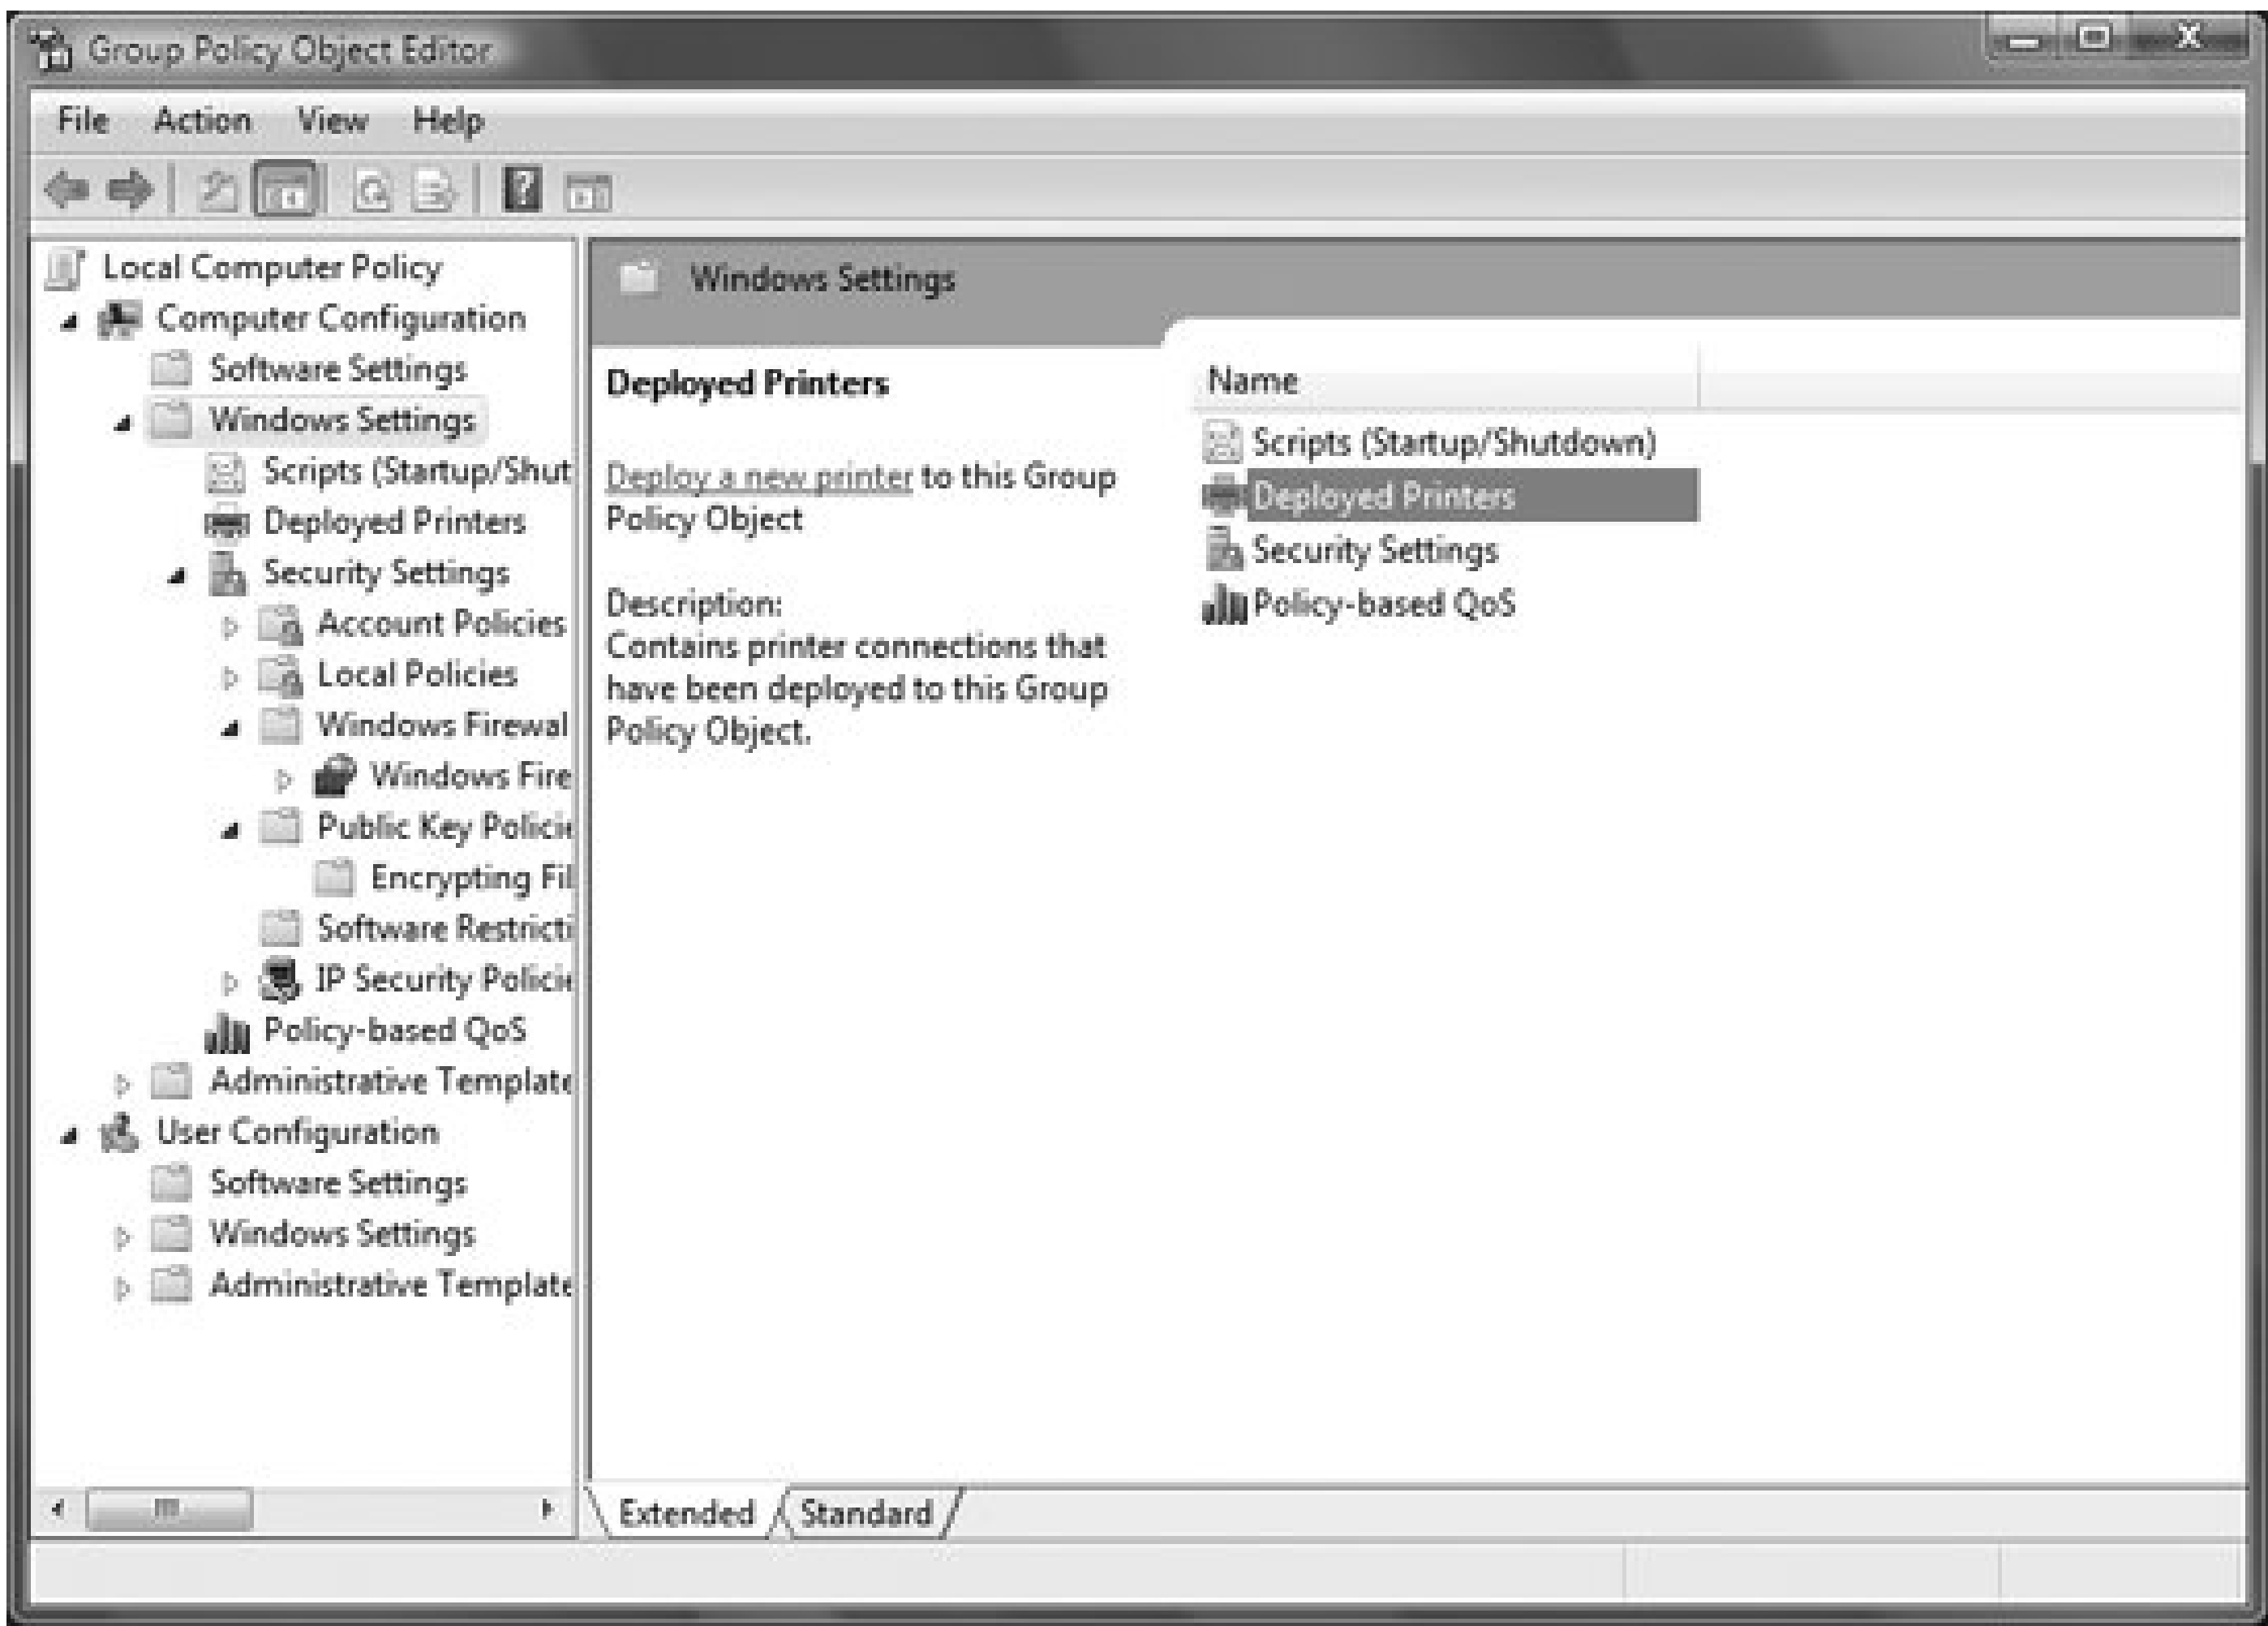 Group Policy Object Editor
File Action View Help
Local Computer Policy
Computer Configuration
Software Settings
Windows Settings
Scripts (Startup/Shut
Deployed Printers
Security Settings
Account Policies
Local Policies
Windows Firewal
Windows Fire
Public Key Policie
Encrypting Fil
Software Restricti
IP Security Policie
Policy-based QoS
Administrative Template
User Configuration
Software Settings
Windows Settings
Administrative Template
Windows Settings
Deployed Printers
Deploy a new printer to this Group
Policy Object
Description:
Contains printer connections that
have been deployed to this Group
Policy Object.
Name
Scripts (Startup/Shutdown)
Deployed Printers
Security Settings
Policy-based QoS
Extended Standard